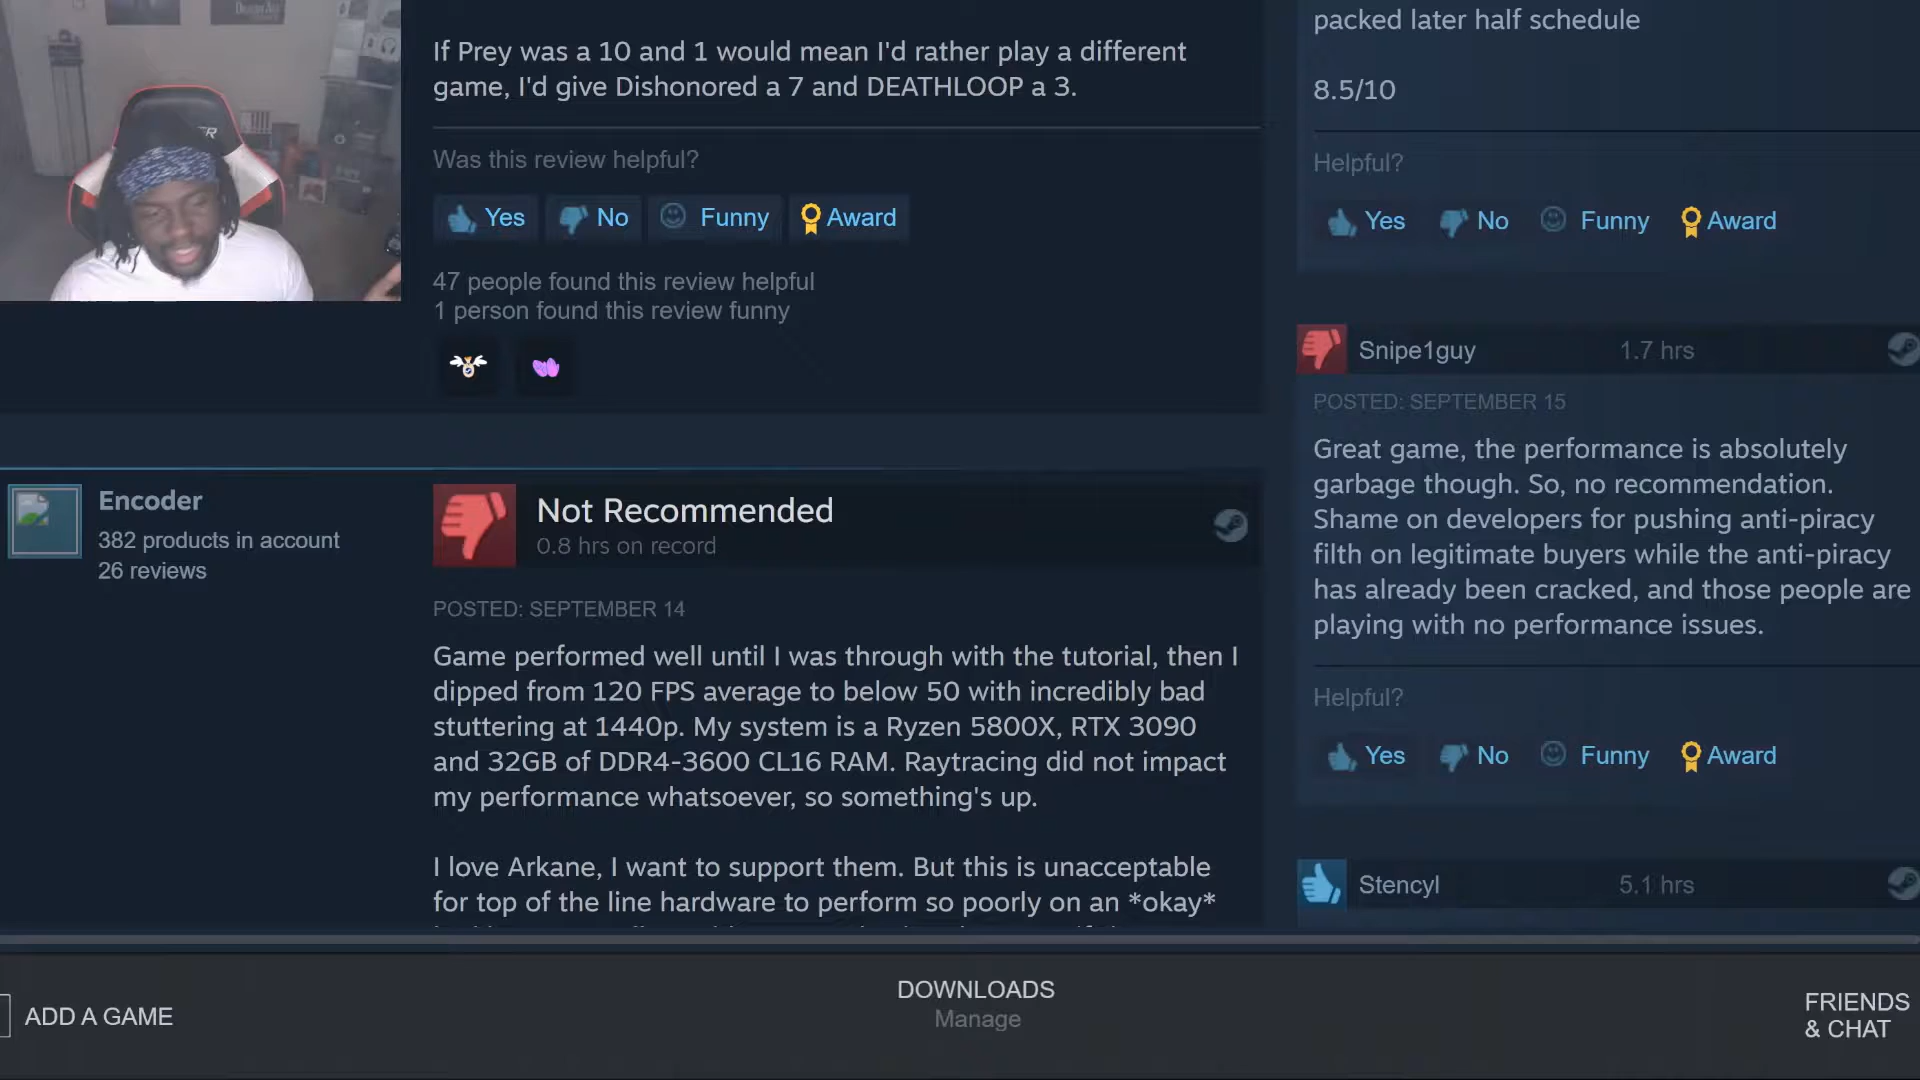 If Prey was a 10 and 1 would mean I'd rather play a different
game, I'd give Dishonored a 7 and DEATHLOOP a 3.
Was this review helpful?
Yes
No
Funny
Award
47 people found this review helpful
1 person found this review funny
Encoder
382 products in account
26 reviews
Not Recommended
0.8 hrs on record
POSTED: SEPTEMBER 14
Game performed well until I was through with the tutorial, then I
dipped from 120 FPS average to below 50 with incredibly bad
stuttering at 1440p. My system is a Ryzen 5800X, RTX 3090
and 32GB of DDR4-3600 CL16 RAM. Raytracing did not impact
my performance whatsoever, so something's up.
I love Arkane, I want to support them. But this is unacceptable
for top of the line hardware to perform so poorly on an *okay*
packed later half schedule
8.5/10
Helpful?
Yes
No
Funny
Award
Snipe1guy
1.7 hrs
POSTED: SEPTEMBER 15
Great game, the performance is absolutely
garbage though. So, no recommendation.
Shame on developers for pushing anti-piracy
filth on legitimate buyers while the anti-piracy
has already been cracked, and those people are
playing with no performance issues.
Helpful?
Yes
No
Funny
Award
Stencyl
5.1 hrs
ADD A GAME
DOWNLOADS
Manage
FRIENDS
& CHAT